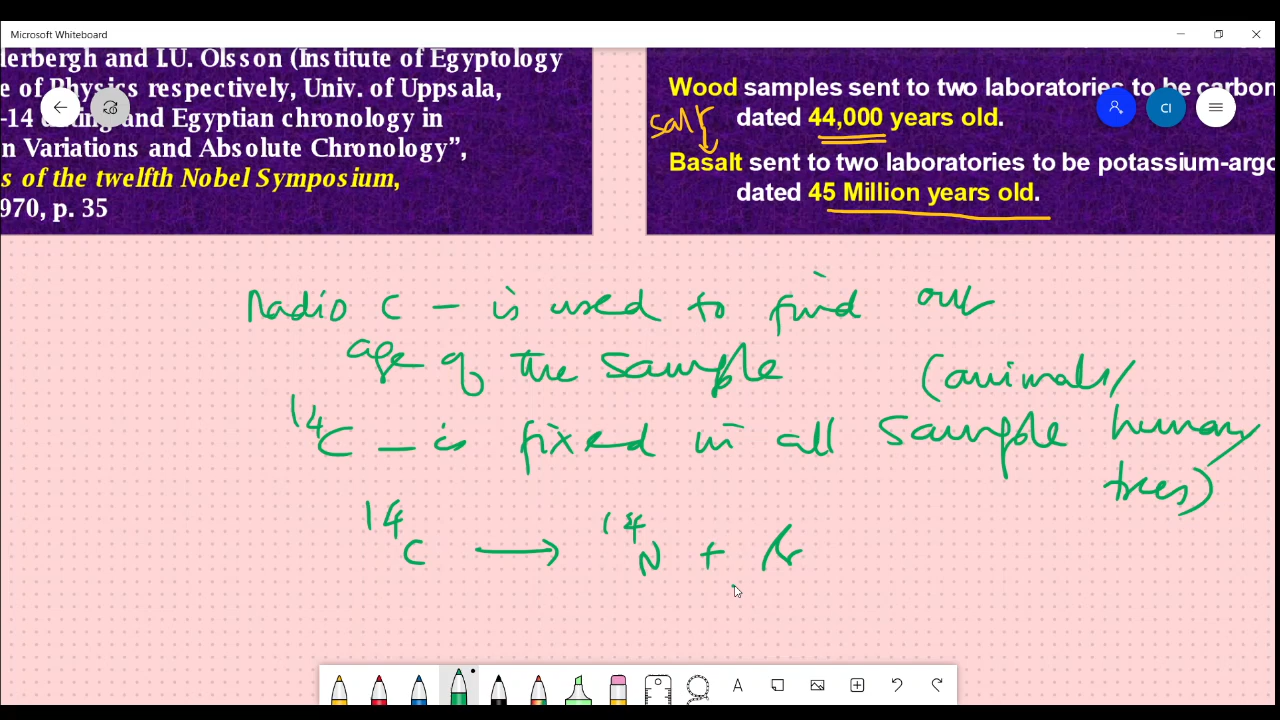 Microsoft Whiteboard
lerbergh and I.U. Olsson (Institute of Egyptology
e of Physics respectively, Univ. of Uppsala,
-14 dating and Egyptian chronology in
n Variations and Absolute Chronology”,
s of the twelfth Nobel Symposium,
970, p. 35
Wood samples sent to two laboratories to be carbon
dated 44,000 years old.
salt
Basalt sent to two laboratories to be potassium-argo
dated 45 Million years old.
CI
Radio C – is used to find out
age of the sample
14C – is fixed in all sample (animals/
human/
trees)
14C → 14N +
A